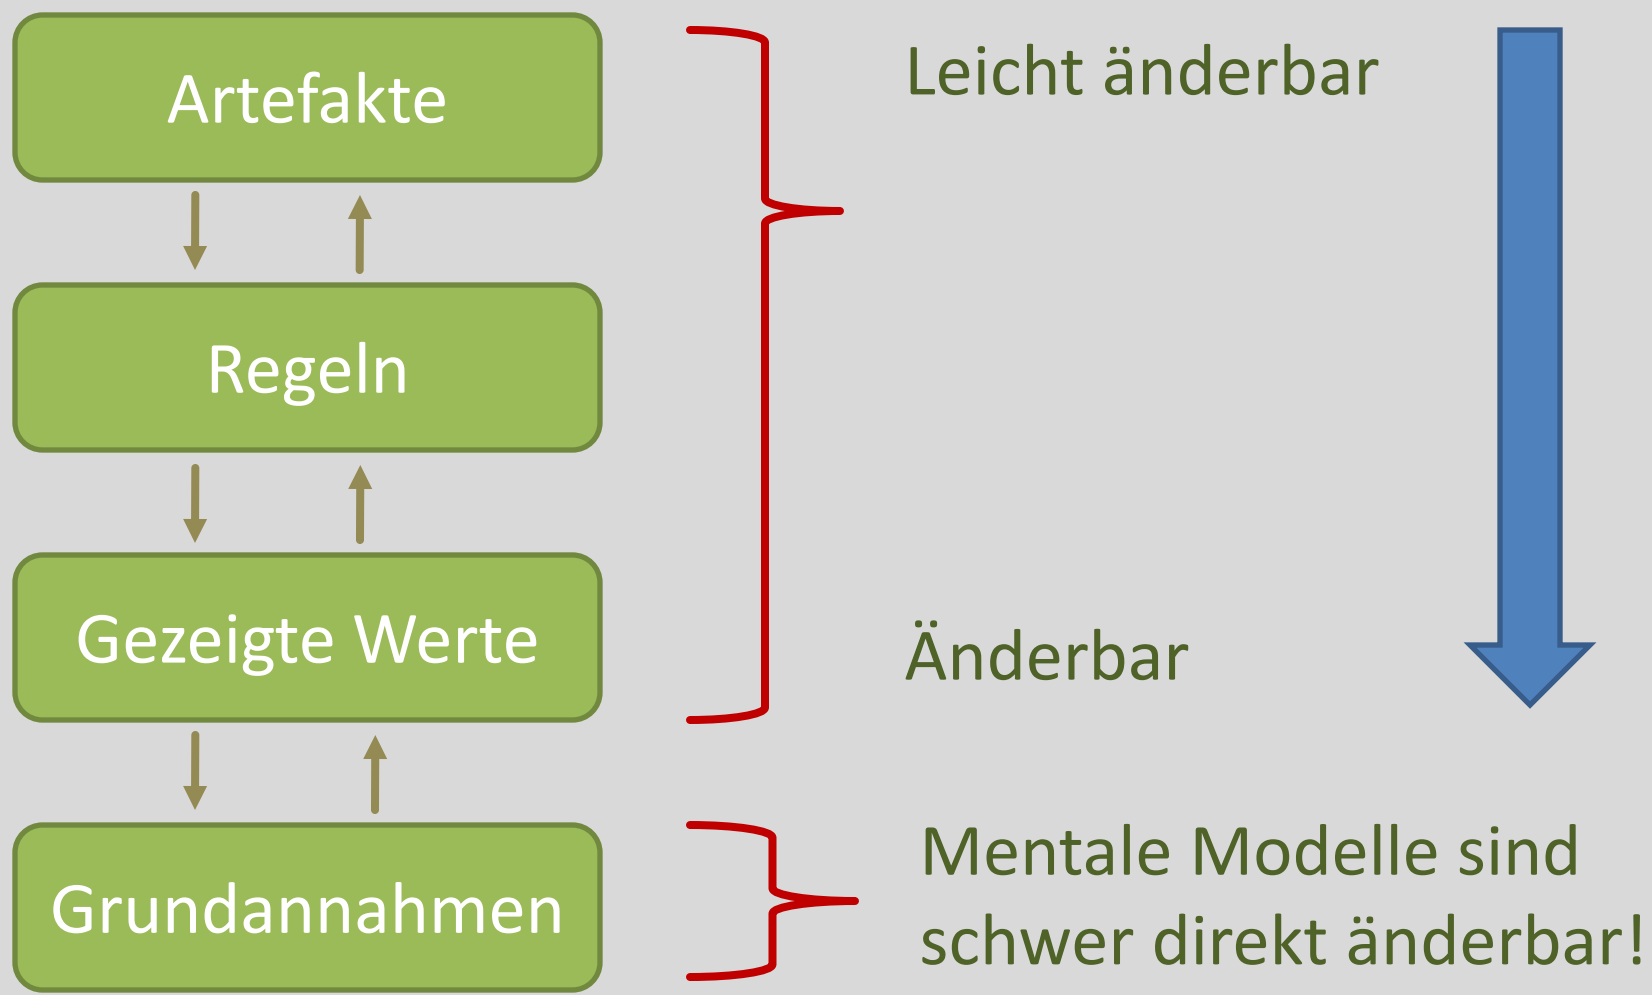 Artefakte
Leicht änderbar
Regeln
Gezeigte Werte
Änderbar
Grundannahmen
Mentale Modelle sind
schwer direkt änderbar!